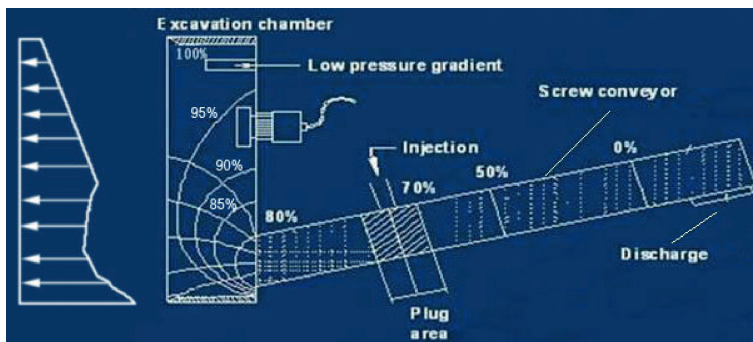 Excavation chamber
100%
Low pressure gradient
Screw conveyor
95%
Injection
0%
90%
50%
70%
85%
80%
Discharge
Plug
area